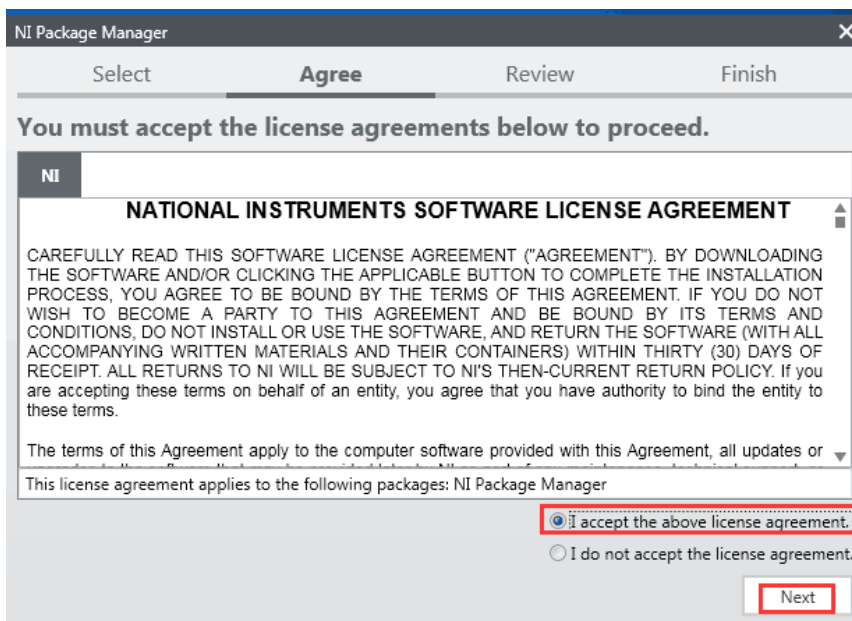 NI Package Manager
Select Agree Review Finish
You must accept the license agreements below to proceed.
NI
NATIONAL INSTRUMENTS SOFTWARE LICENSE AGREEMENT
CAREFULLY READ THIS SOFTWARE LICENSE AGREEMENT ("AGREEMENT"). BY DOWNLOADING
THE SOFTWARE AND/OR CLICKING THE APPLICABLE BUTTON TO COMPLETE THE INSTALLATION
PROCESS, YOU AGREE TO BE BOUND BY THE TERMS OF THIS AGREEMENT. IF YOU DO NOT
WISH TO BECOME A PARTY TO THIS AGREEMENT AND BE BOUND BY ITS TERMS AND
CONDITIONS, DO NOT INSTALL OR USE THE SOFTWARE, AND RETURN THE SOFTWARE (WITH ALL
ACCOMPANYING WRITTEN MATERIALS AND THEIR CONTAINERS) WITHIN THIRTY (30) DAYS OF
RECEIPT. ALL RETURNS TO NI WILL BE SUBJECT TO NI'S THEN-CURRENT RETURN POLICY. If you
are accepting these terms on behalf of an entity, you agree that you have authority to bind the entity to
these terms.
The terms of this Agreement apply to the computer software provided with this Agreement, all updates or
This license agreement applies to the following packages: NI Package Manager
I accept the above license agreement.
I do not accept the license agreement.
Next